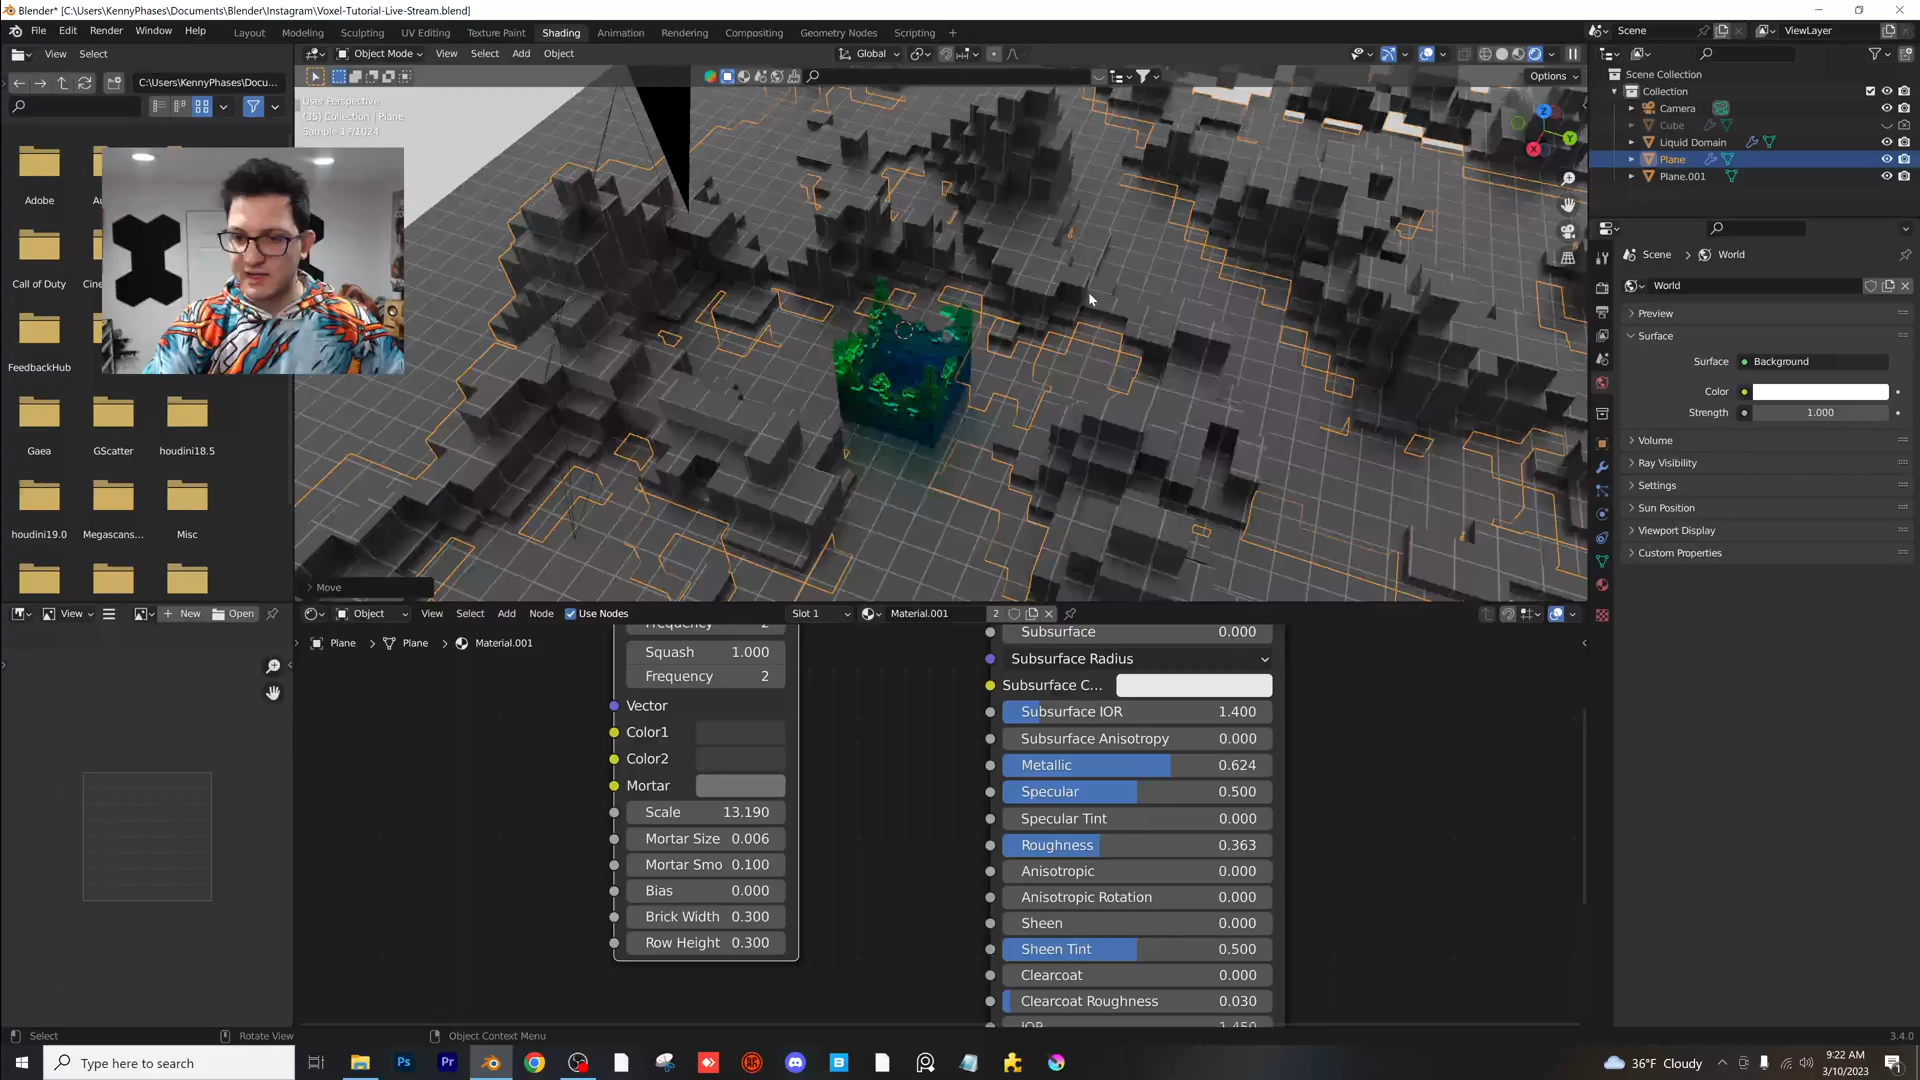 Blender* [C:\Users\KennyPhases\Documents\Blender\Instagram\Voxel-Tutorial-Live-Stream.blend]
File Edit Render Window Help
Layout Modeling Sculpting UV Editing Texture Paint Shading Animation Rendering Compositing Geometry Nodes Scripting +
Scene ViewLayer
View Select
Object Mode View Select Add Object Global
C:\Users\KennyPhases\Docu...
Options
User Perspective
(35) Collection | Plane
Sample 17/1024
Z
Y
X
Scene Collection
Collection
Camera
Cube
Liquid Domain
Plane
Plane.001
Adobe
Call of Duty
FeedbackHub
Gaea GScatter houdini18.5
houdini19.0 Megascans... Misc
Scene > World
World
Preview
Surface
Surface Background
Color
Strength 1.000
Volume
Ray Visibility
Settings
Sun Position
Viewport Display
Custom Properties
> Move
View New Open
Object View Select Add Node Use Nodes Slot 1 Material.001 2
Plane > Plane > Material.001
Frequency 2
Squash 1.000
Frequency 2
Vector
Color1
Color2
Mortar
Scale 13.190
Mortar Size 0.006
Mortar Smo 0.100
Bias 0.000
Brick Width 0.300
Row Height 0.300
Subsurface 0.000
Subsurface Radius
Subsurface C...
Subsurface IOR 1.400
Subsurface Anisotropy 0.000
Metallic 0.624
Specular 0.500
Specular Tint 0.000
Roughness 0.363
Anisotropic 0.000
Anisotropic Rotation 0.000
Sheen 0.000
Sheen Tint 0.500
Clearcoat 0.000
Clearcoat Roughness 0.030
IOR 1.450
Select Rotate View Object Context Menu 3.4.0
Type here to search
Ps Pr
36°F Cloudy
9:22 AM
3/10/2023
1